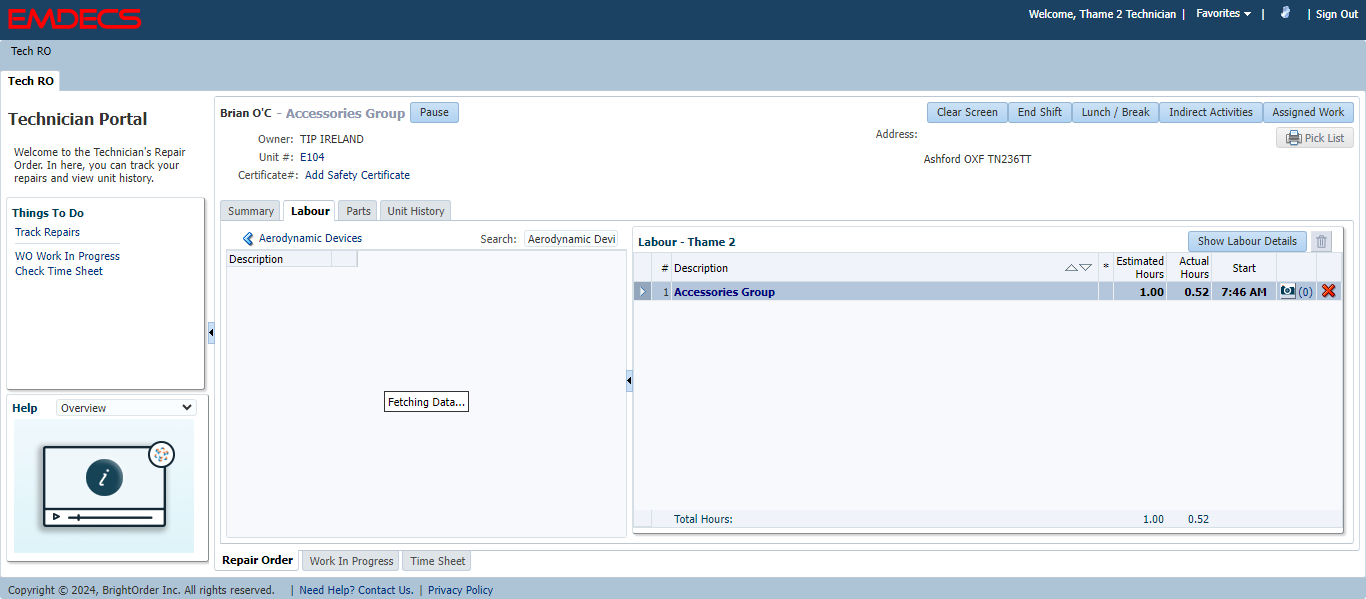 EMDECS
Welcome, Thame 2 Technician | Favorites | | Sign Out
Tech RO
Tech RO
Technician Portal
Welcome to the Technician's Repair
Order. In here, you can track your
repairs and view unit history.
Things To Do
Track Repairs
WO Work In Progress
Check Time Sheet
Help Overview
i
Brian O'C - Accessories Group Pause
Clear Screen End Shift Lunch / Break Indirect Activities Assigned Work
Owner: TIP IRELAND
Unit #: E104
Certificate#: Add Safety Certificate
Address:
Pick List
Ashford OXF TN236TT
Summary Labour Parts Unit History
Aerodynamic Devices Search: Aerodynamic Devi
Description
Fetching Data...
Labour - Thame 2 Show Labour Details
# Description * Estimated Hours Actual Hours Start
1 Accessories Group 1.00 0.52 7:46 AM (0)
Total Hours: 1.00 0.52
Repair Order Work In Progress Time Sheet
Copyright © 2024, BrightOrder Inc. All rights reserved. | Need Help? Contact Us. | Privacy Policy